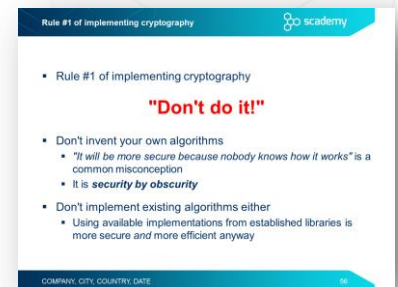 Rule #1 of implementing cryptography
scademy
▪ Rule #1 of implementing cryptography
"Don't do it!"
▪ Don't invent your own algorithms
▪ "It will be more secure because nobody knows how it works" is a
common misconception
▪ It is security by obscurity
▪ Don't implement existing algorithms either
▪ Using available implementations from established libraries is
more secure and more efficient anyway
COMPANY, CITY, COUNTRY, DATE
56